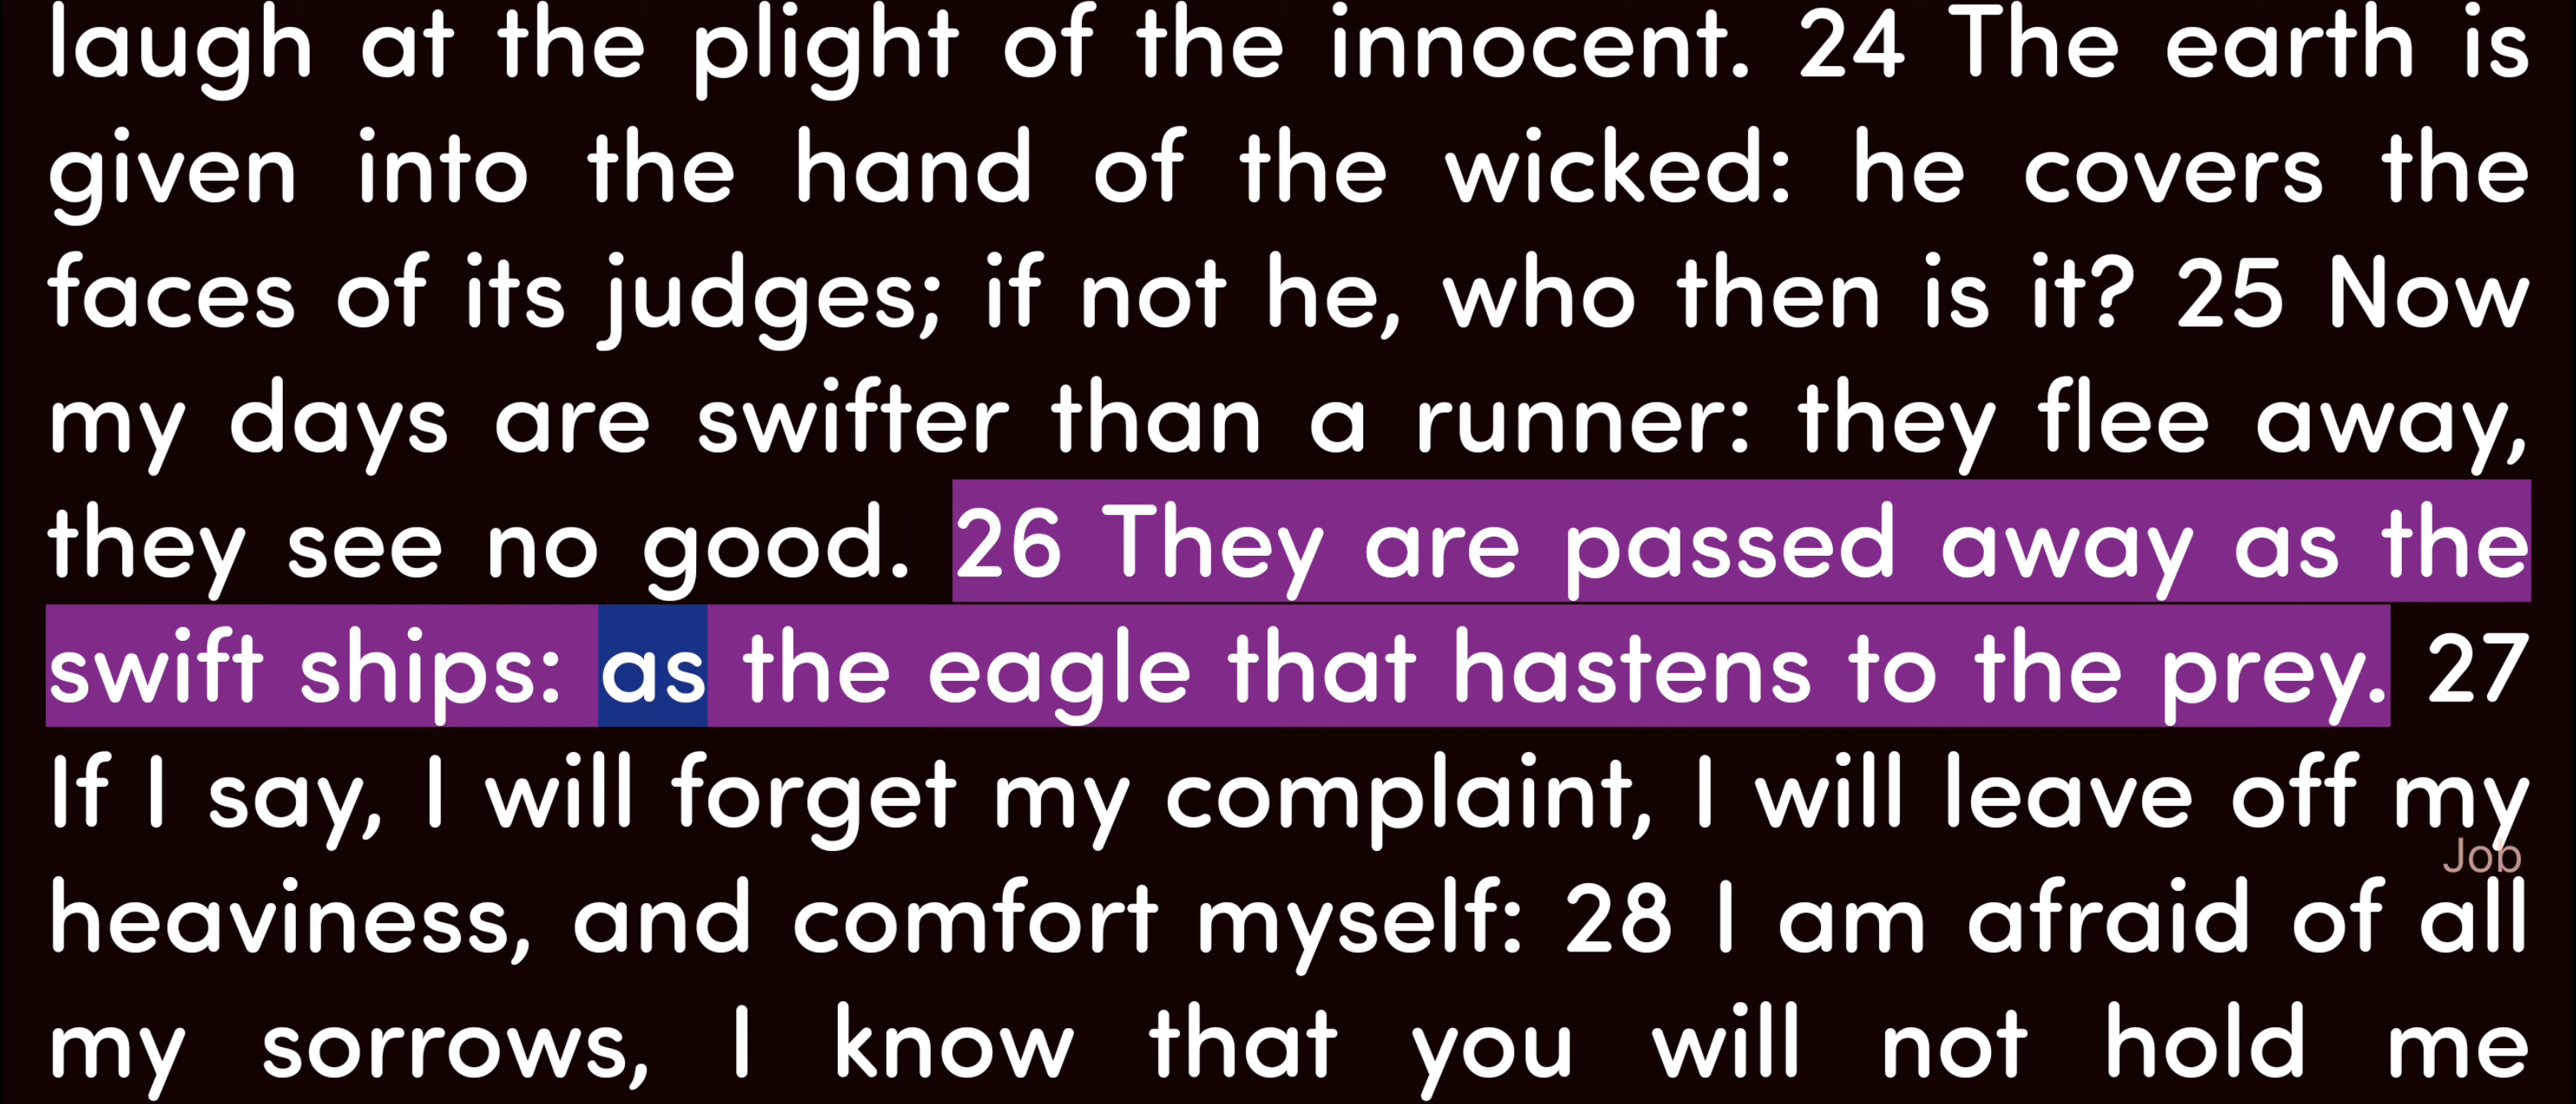 laugh at the plight of the innocent. 24 The earth is
given into the hand of the wicked: he covers the
faces of its judges; if not he, who then is it? 25 Now
my days are swifter than a runner: they flee away,
they see no good. 26 They are passed away as the
swift ships: as the eagle that hastens to the prey. 27
If I say, I will forget my complaint, I will leave off my
Job
heaviness, and comfort myself: 28 I am afraid of all
my sorrows, I know that you will not hold me